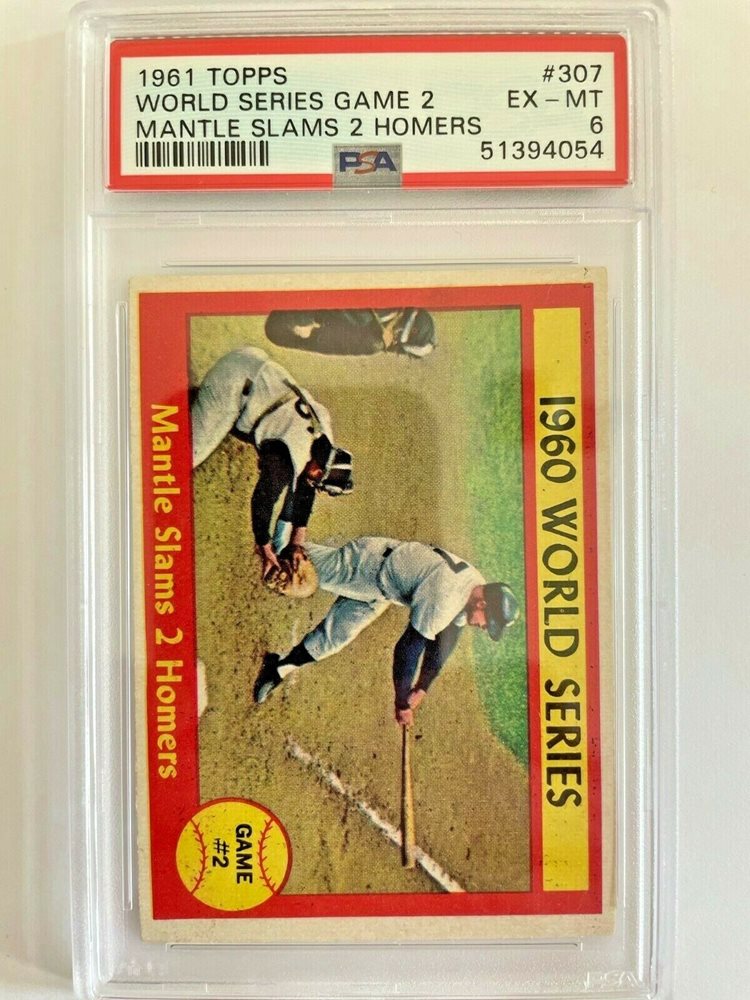 1961 TOPPS #307
WORLD SERIES GAME 2 EX - MT
MANTLE SLAMS 2 HOMERS 6
PSA 51394054
1960 WORLD SERIES
Mantle Slams 2 Homers
GAME
#2